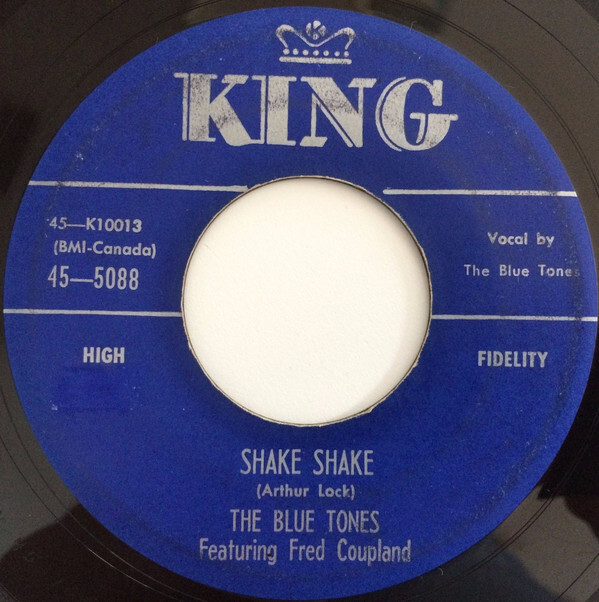 KING
45—K10013
(BMI-Canada)
45—5088
Vocal by
The Blue Tones
HIGH
FIDELITY
SHAKE SHAKE
(Arthur Lock)
THE BLUE TONES
Featuring Fred Coupland